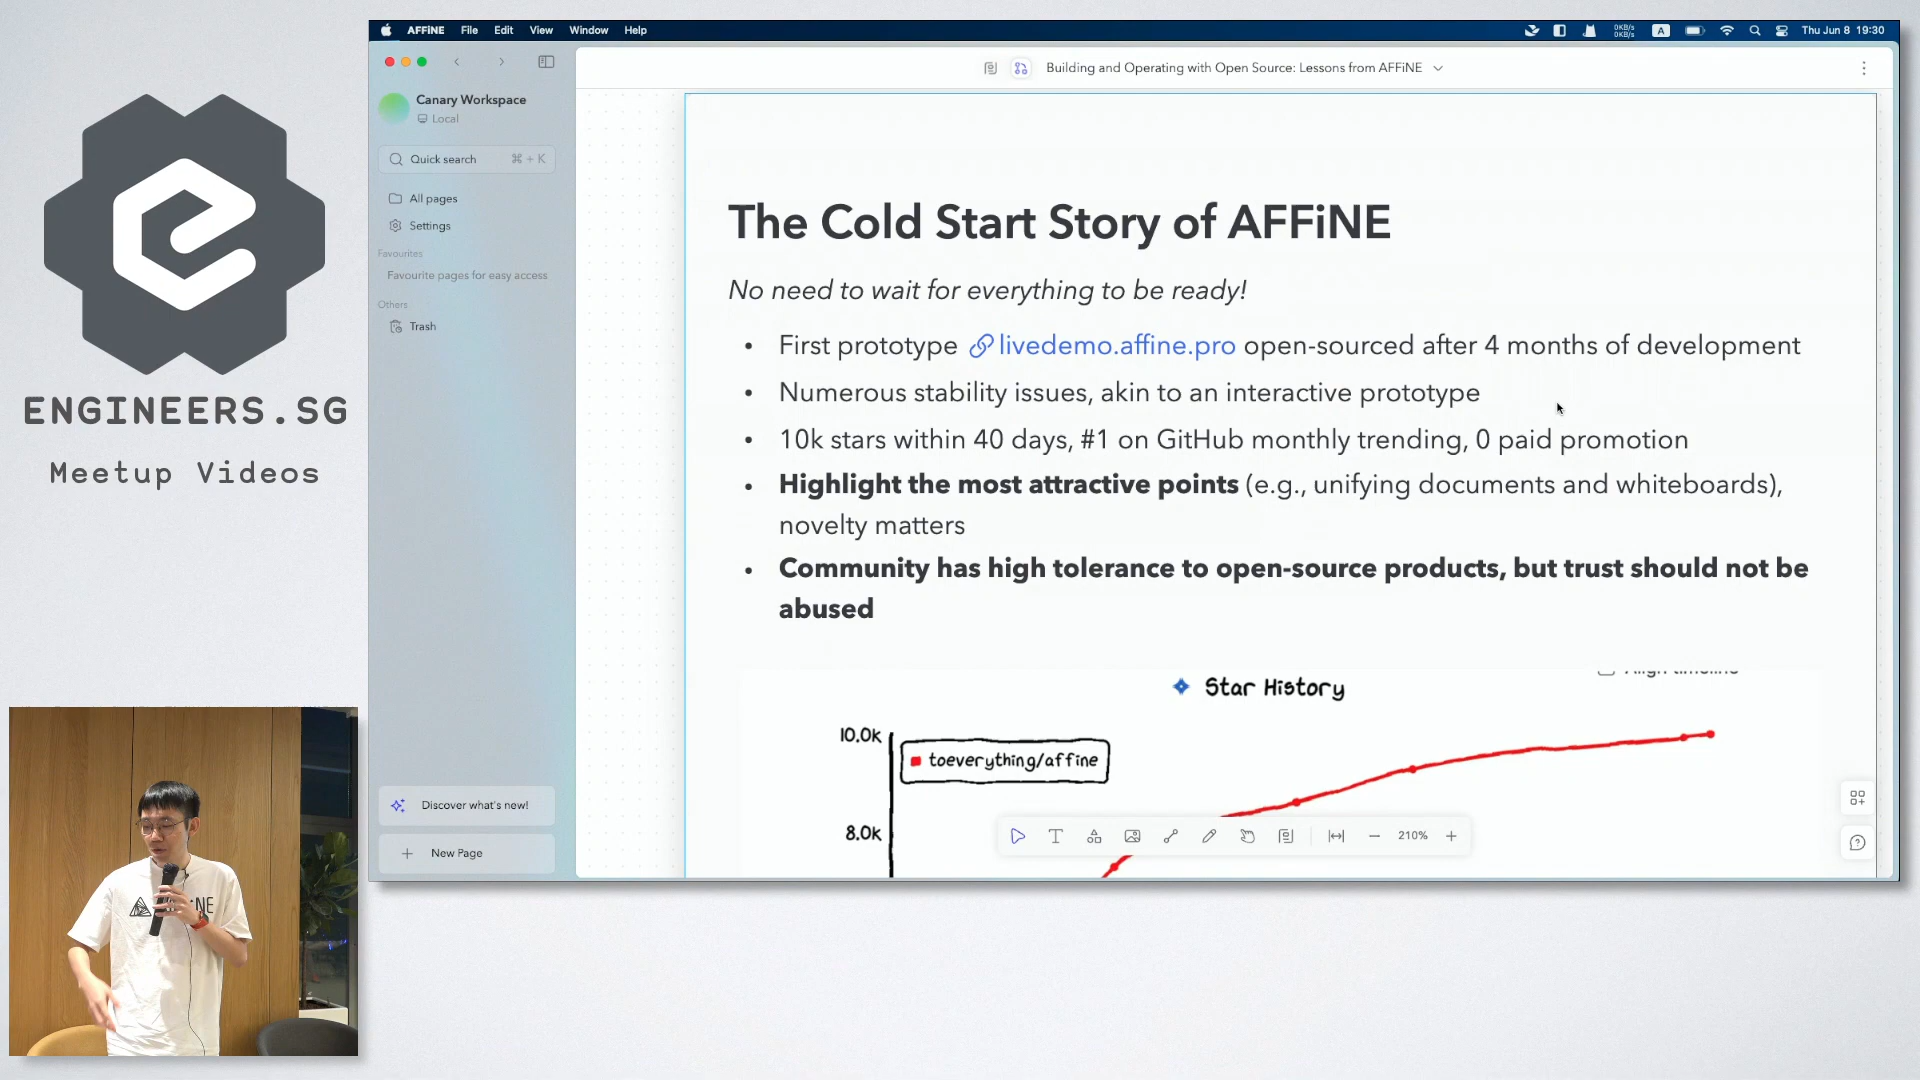 AFFiNE File Edit View Window Help
0KB/s
0KB/s
A
Thu Jun 8 19:30
Building and Operating with Open Source: Lessons from AFFiNE
Canary Workspace
Local
Quick search ⌘ + K
All pages
Settings
Favourites
Favourite pages for easy access
Others
Trash
Discover what's new!
New Page
ENGINEERS.SG
Meetup Videos
The Cold Start Story of AFFiNE
No need to wait for everything to be ready!
• First prototype livedemo.affine.pro open-sourced after 4 months of development
• Numerous stability issues, akin to an interactive prototype
• 10k stars within 40 days, #1 on GitHub monthly trending, 0 paid promotion
• Highlight the most attractive points (e.g., unifying documents and whiteboards),
novelty matters
• Community has high tolerance to open-source products, but trust should not be
abused
Star History
10.0k
toeverything/affine
8.0k
T
210%